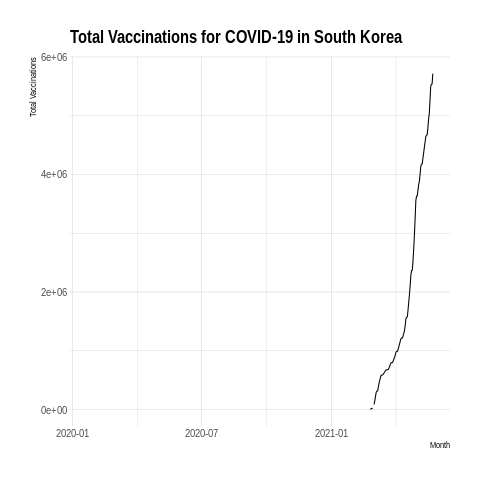 Total Vaccinations for COVID-19 in South Korea
Total Vaccinations
6e+06
4e+06
2e+06
0e+00
2020-01 2020-07 2021-01
Month